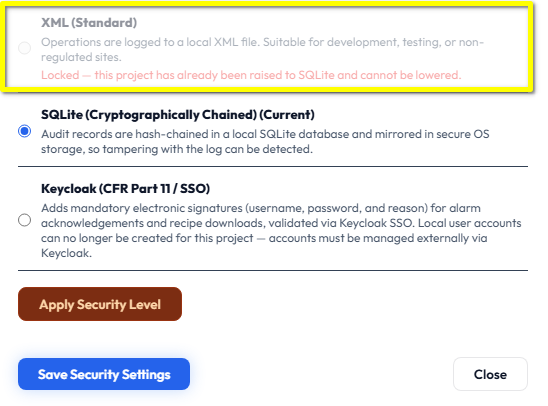 XML (Standard)
Operations are logged to a local XML file. Suitable for development, testing, or non-
regulated sites.
Locked — this project has already been raised to SQLite and cannot be lowered.
SQLite (Cryptographically Chained) (Current)
Audit records are hash-chained in a local SQLite database and mirrored in secure OS
storage, so tampering with the log can be detected.
Keycloak (CFR Part 11 / SSO)
Adds mandatory electronic signatures (username, password, and reason) for alarm
acknowledgements and recipe downloads, validated via Keycloak SSO. Local user accounts
can no longer be created for this project — accounts must be managed externally via
Keycloak.
Apply Security Level
Save Security Settings
Close